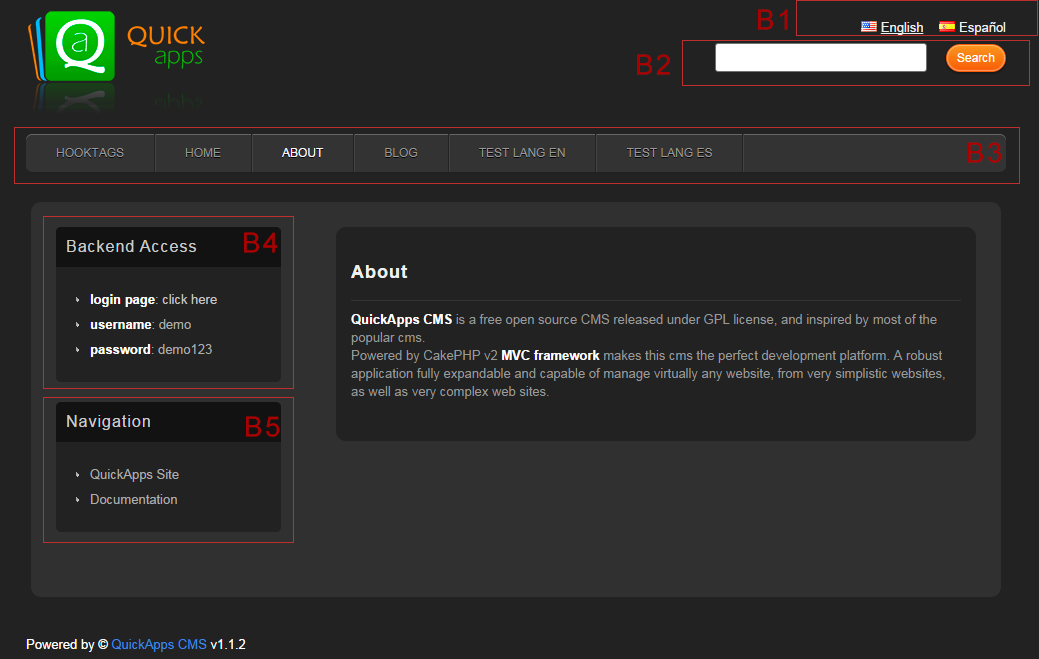 QUICK
apps
B1
English Español
B2
Search
HOOKTAGS HOME ABOUT BLOG TEST LANG EN TEST LANG ES
B3
Backend Access
B4
login page: click here
username: demo
password: demo123
Navigation
B5
QuickApps Site
Documentation
About
QuickApps CMS is a free open source CMS released under GPL license, and inspired by most of the
popular cms.
Powered by CakePHP v2 MVC framework makes this cms the perfect development platform. A robust
application fully expandable and capable of manage virtually any website, from very simplistic websites,
as well as very complex web sites.
Powered by © QuickApps CMS v1.1.2